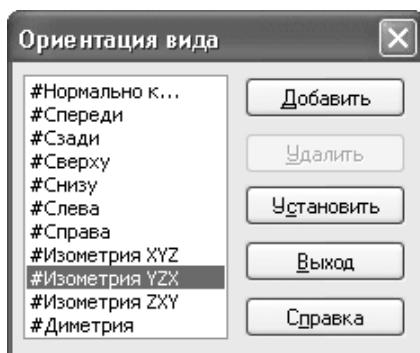 Ориентация вида
#Нормально к...
#Спереди
#Сзади
#Сверху
#Снизу
#Слева
#Справа
#Изометрия XYZ
#Изометрия YZX
#Изометрия ZXY
#Диметрия
Добавить
Удалить
Установить
Выход
Справка